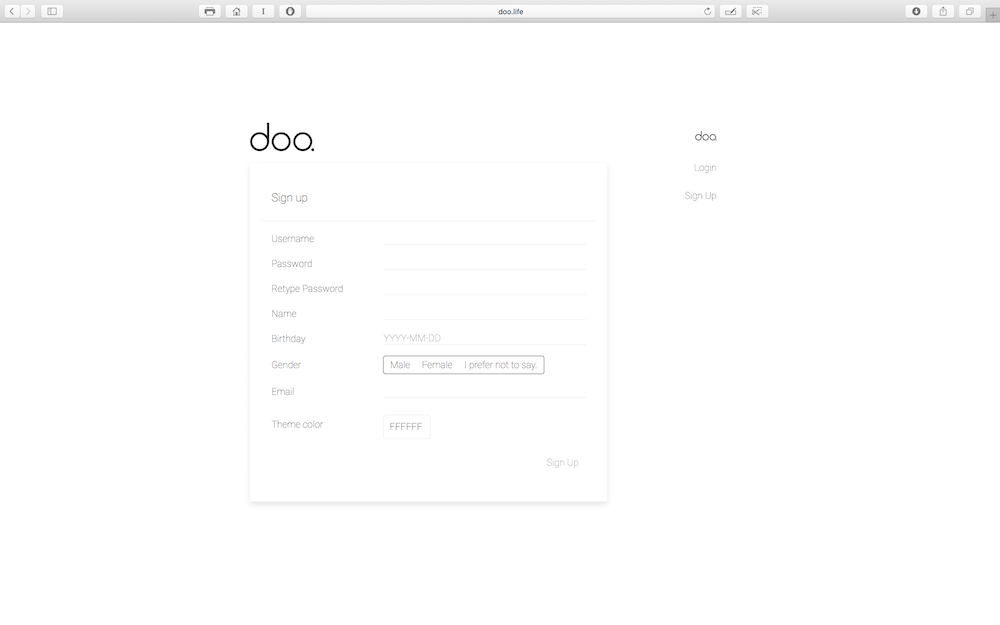 doo.life
doo.
doo.
Login
Sign Up
Sign up
Username
Password
Retype Password
Name
Birthday YYYY-MM-DD
Gender Male Female I prefer not to say.
Email
Theme color FFFFFF
Sign Up